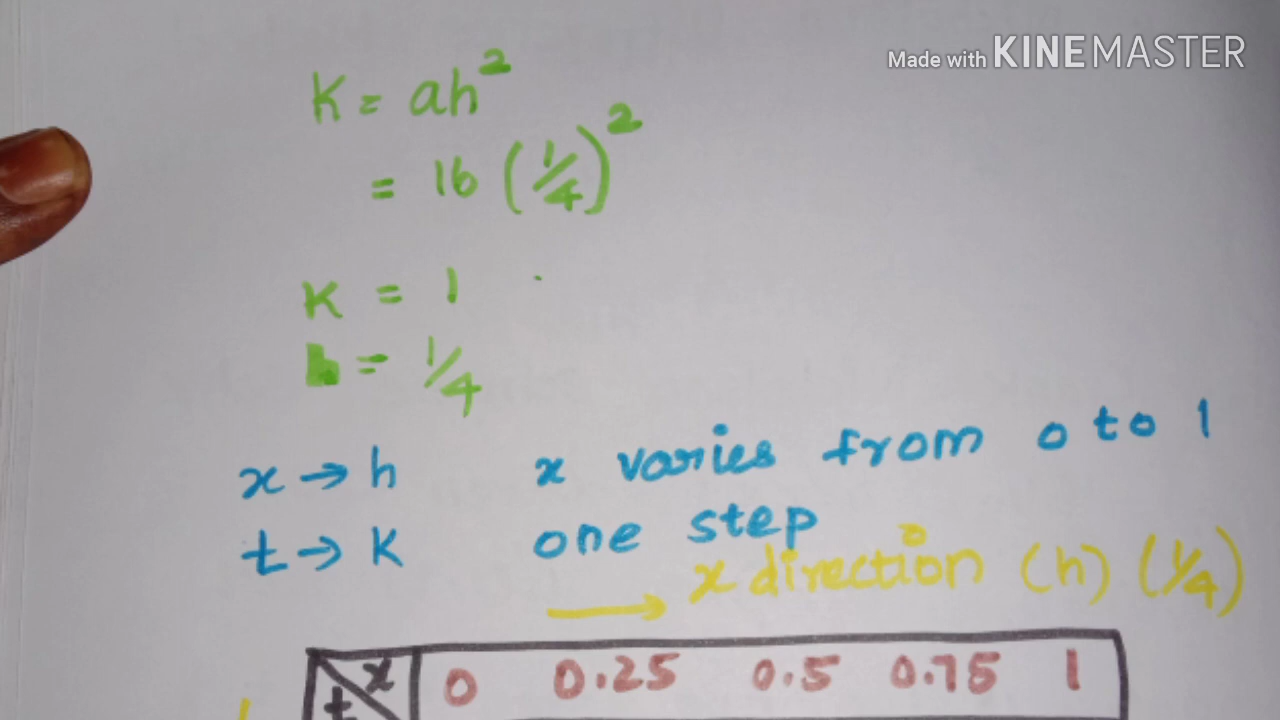 Made with KINEMASTER
K = ah²
= 16 (1/4)²
K = 1
h = 1/4
x → h x varies from 0 to 1
t → K one step
→ x direction (h) (1/4)
x t 0 0.25 0.5 0.75 1